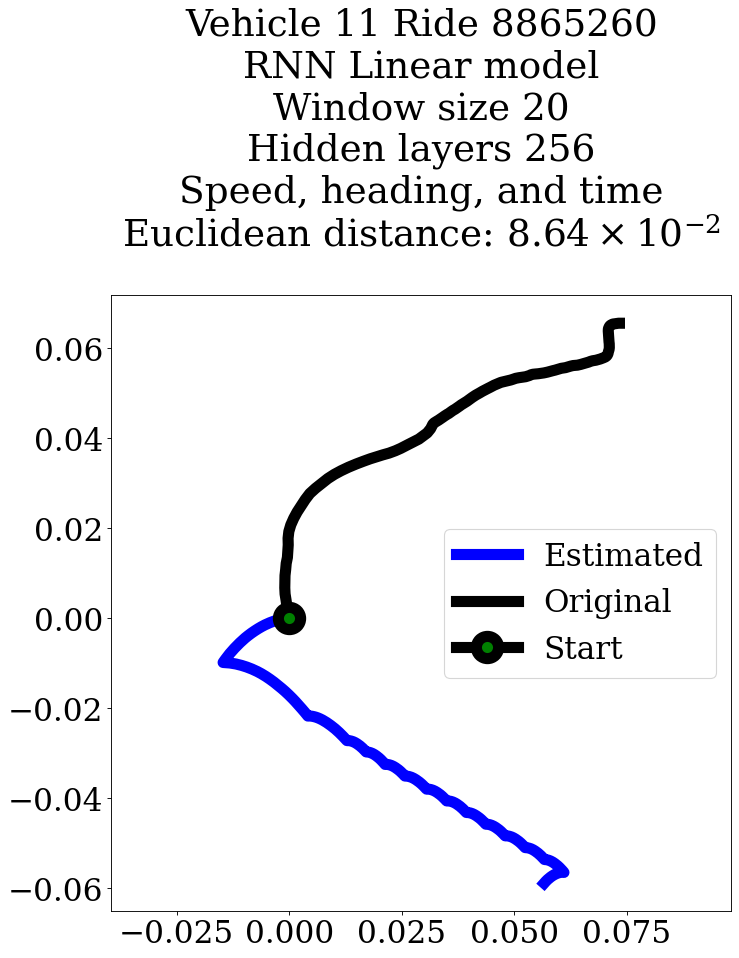 Vehicle 11 Ride 8865260
RNN Linear model
Window size 20
Hidden layers 256
Speed, heading, and time
Euclidean distance: 8.64 × 10⁻²
0.06
0.04
0.02
0.00
−0.02
−0.04
−0.06
Estimated
Original
Start
−0.025 0.000 0.025 0.050 0.075